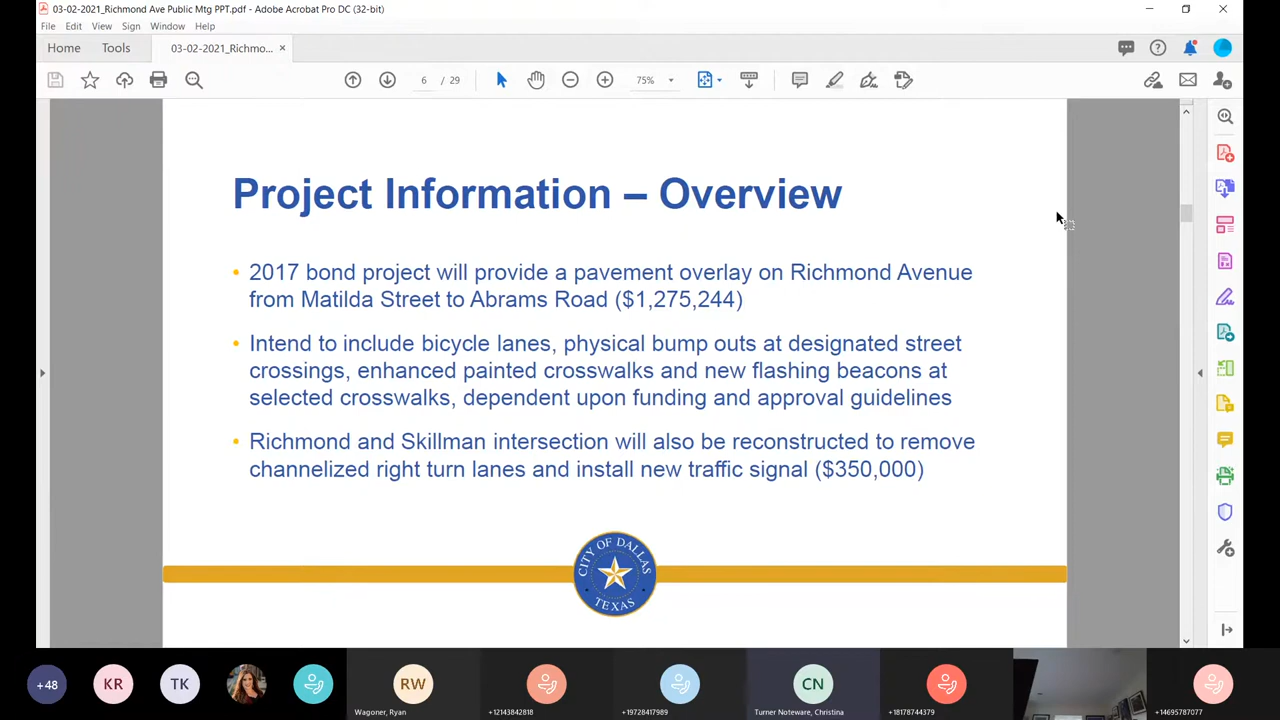 03-02-2021_Richmond Ave Public Mtg PPT.pdf - Adobe Acrobat Pro DC (32-bit)
File Edit View Sign Window Help
Home Tools 03-02-2021_Richmo... ×
6 / 29 75%
Project Information – Overview
• 2017 bond project will provide a pavement overlay on Richmond Avenue
from Matilda Street to Abrams Road ($1,275,244)
• Intend to include bicycle lanes, physical bump outs at designated street
crossings, enhanced painted crosswalks and new flashing beacons at
selected crosswalks, dependent upon funding and approval guidelines
• Richmond and Skillman intersection will also be reconstructed to remove
channelized right turn lanes and install new traffic signal ($350,000)
CITY OF DALLAS
TEXAS
+48 KR TK RW CN
Wagoner, Ryan +12143842818 +19728417989 Turner Noteware, Christina +18178744379 +14695787077